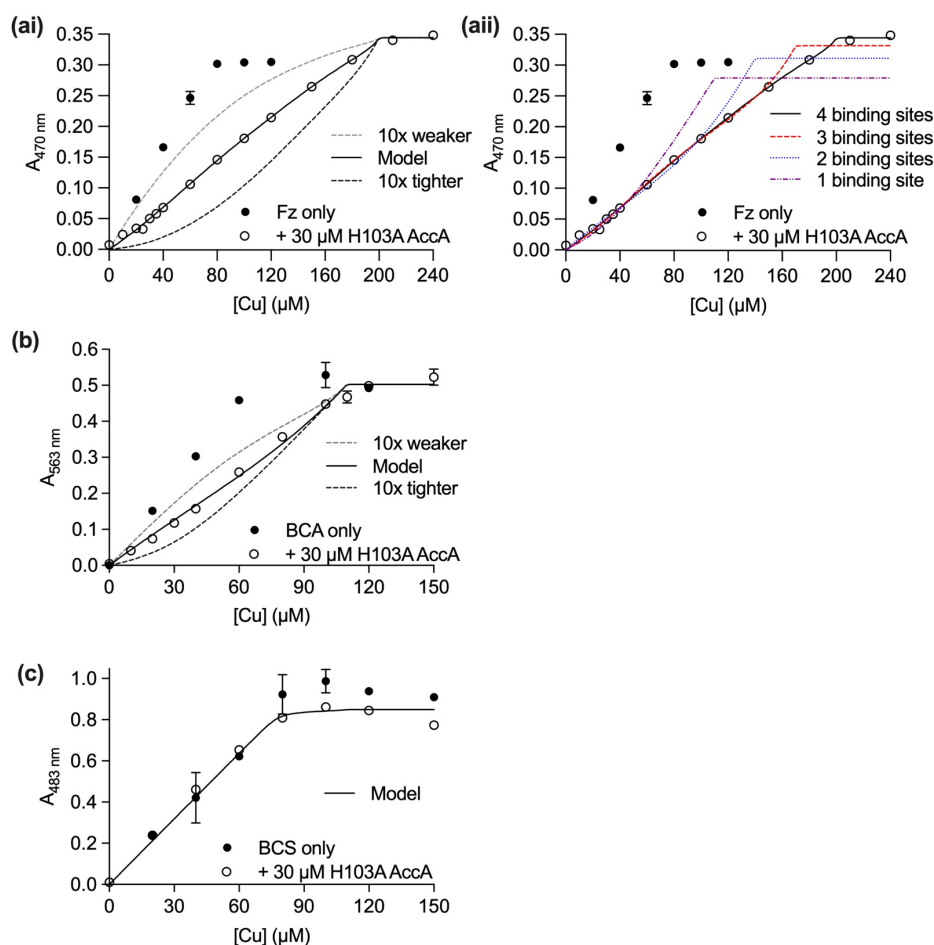 (ai)
A470 nm
0.35
0.30
0.25
0.20
0.15
0.10
0.05
0.00
10x weaker
Model
10x tighter
Fz only
+ 30 µM H103A AccA
0 40 80 120 160 200 240
[Cu] (µM)
(aii)
A470 nm
0.35
0.30
0.25
0.20
0.15
0.10
0.05
0.00
4 binding sites
3 binding sites
2 binding sites
1 binding site
Fz only
+ 30 µM H103A AccA
0 40 80 120 160 200 240
[Cu] (µM)
(b)
A563 nm
0.6
0.5
0.4
0.3
0.2
0.1
0.0
10x weaker
Model
10x tighter
BCA only
+ 30 µM H103A AccA
0 30 60 90 120 150
[Cu] (µM)
(c)
A483 nm
1.0
0.8
0.6
0.4
0.2
0.0
Model
BCS only
+ 30 µM H103A AccA
0 30 60 90 120 150
[Cu] (µM)